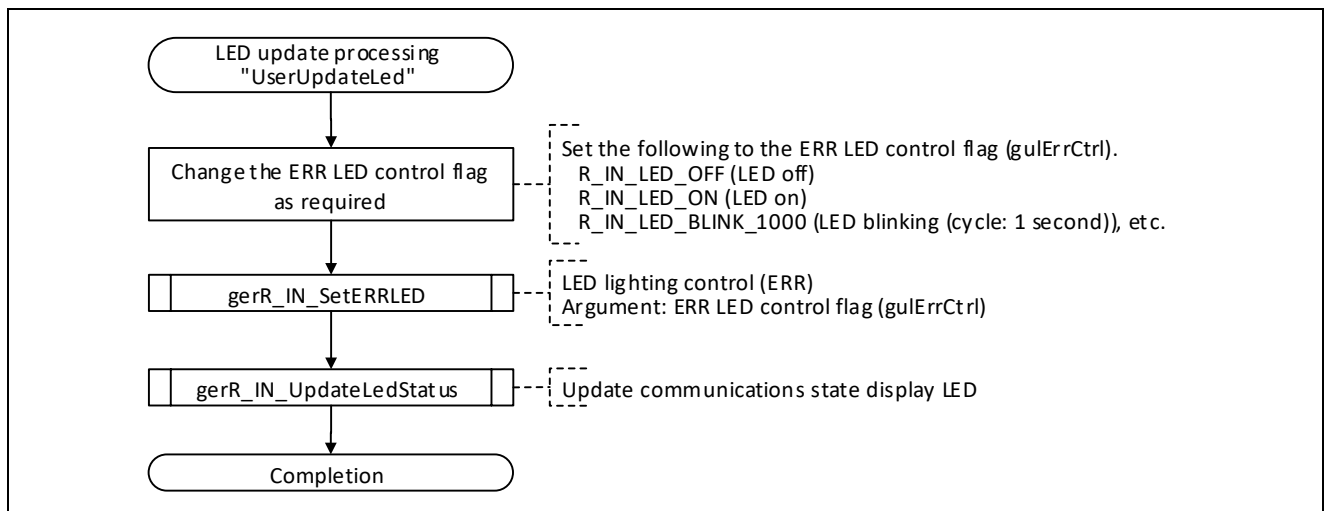 LED update processing
"UserUpdateLed"
Change the ERR LED control flag
as required
Set the following to the ERR LED control flag (gulErrCtrl).
R_IN_LED_OFF (LED off)
R_IN_LED_ON (LED on)
R_IN_LED_BLINK_1000 (LED blinking (cycle: 1 second)), etc.
gerR_IN_SetERRLED
LED lighting control (ERR)
Argument: ERR LED control flag (gulErrCtrl)
gerR_IN_UpdateLedStatus
Update communications state display LED
Completion